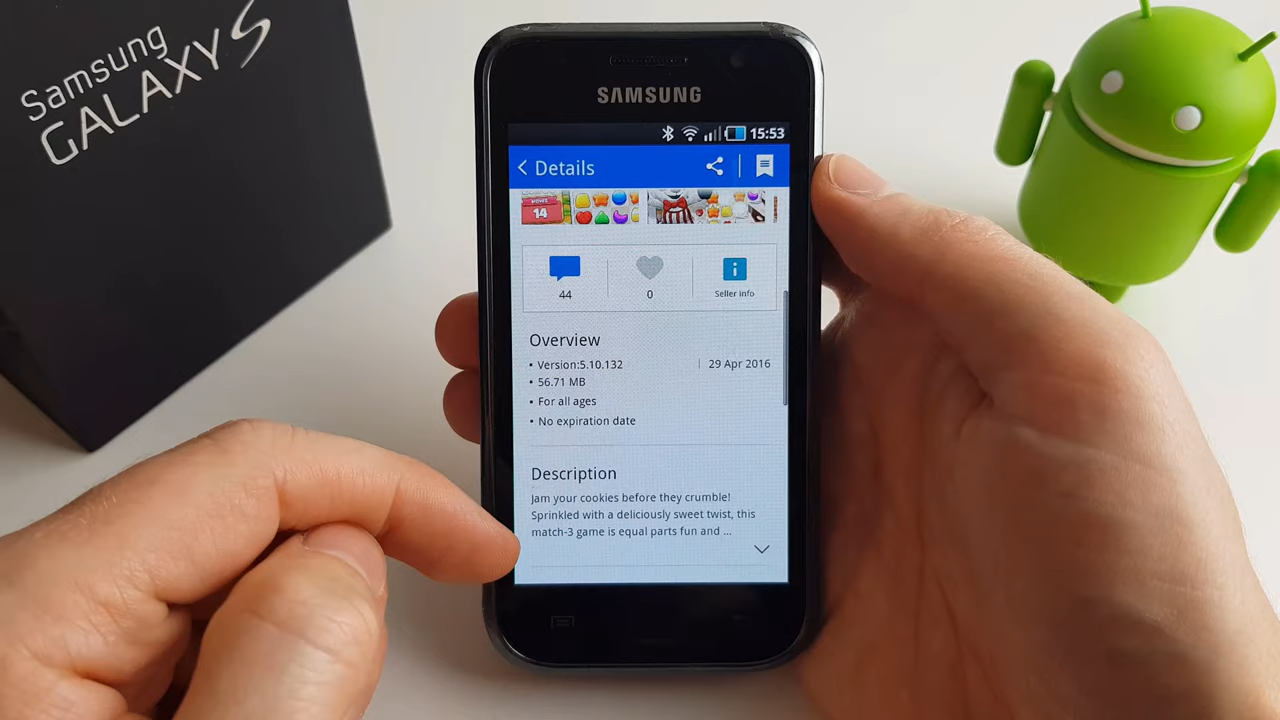 Samsung
GALAXY S
SAMSUNG
15:53
Details
MOVES
14
44
0
Seller info
Overview
• Version:5.10.132 | 29 Apr 2016
• 56.71 MB
• For all ages
• No expiration date
Description
Jam your cookies before they crumble!
Sprinkled with a deliciously sweet twist, this
match-3 game is equal parts fun and ...